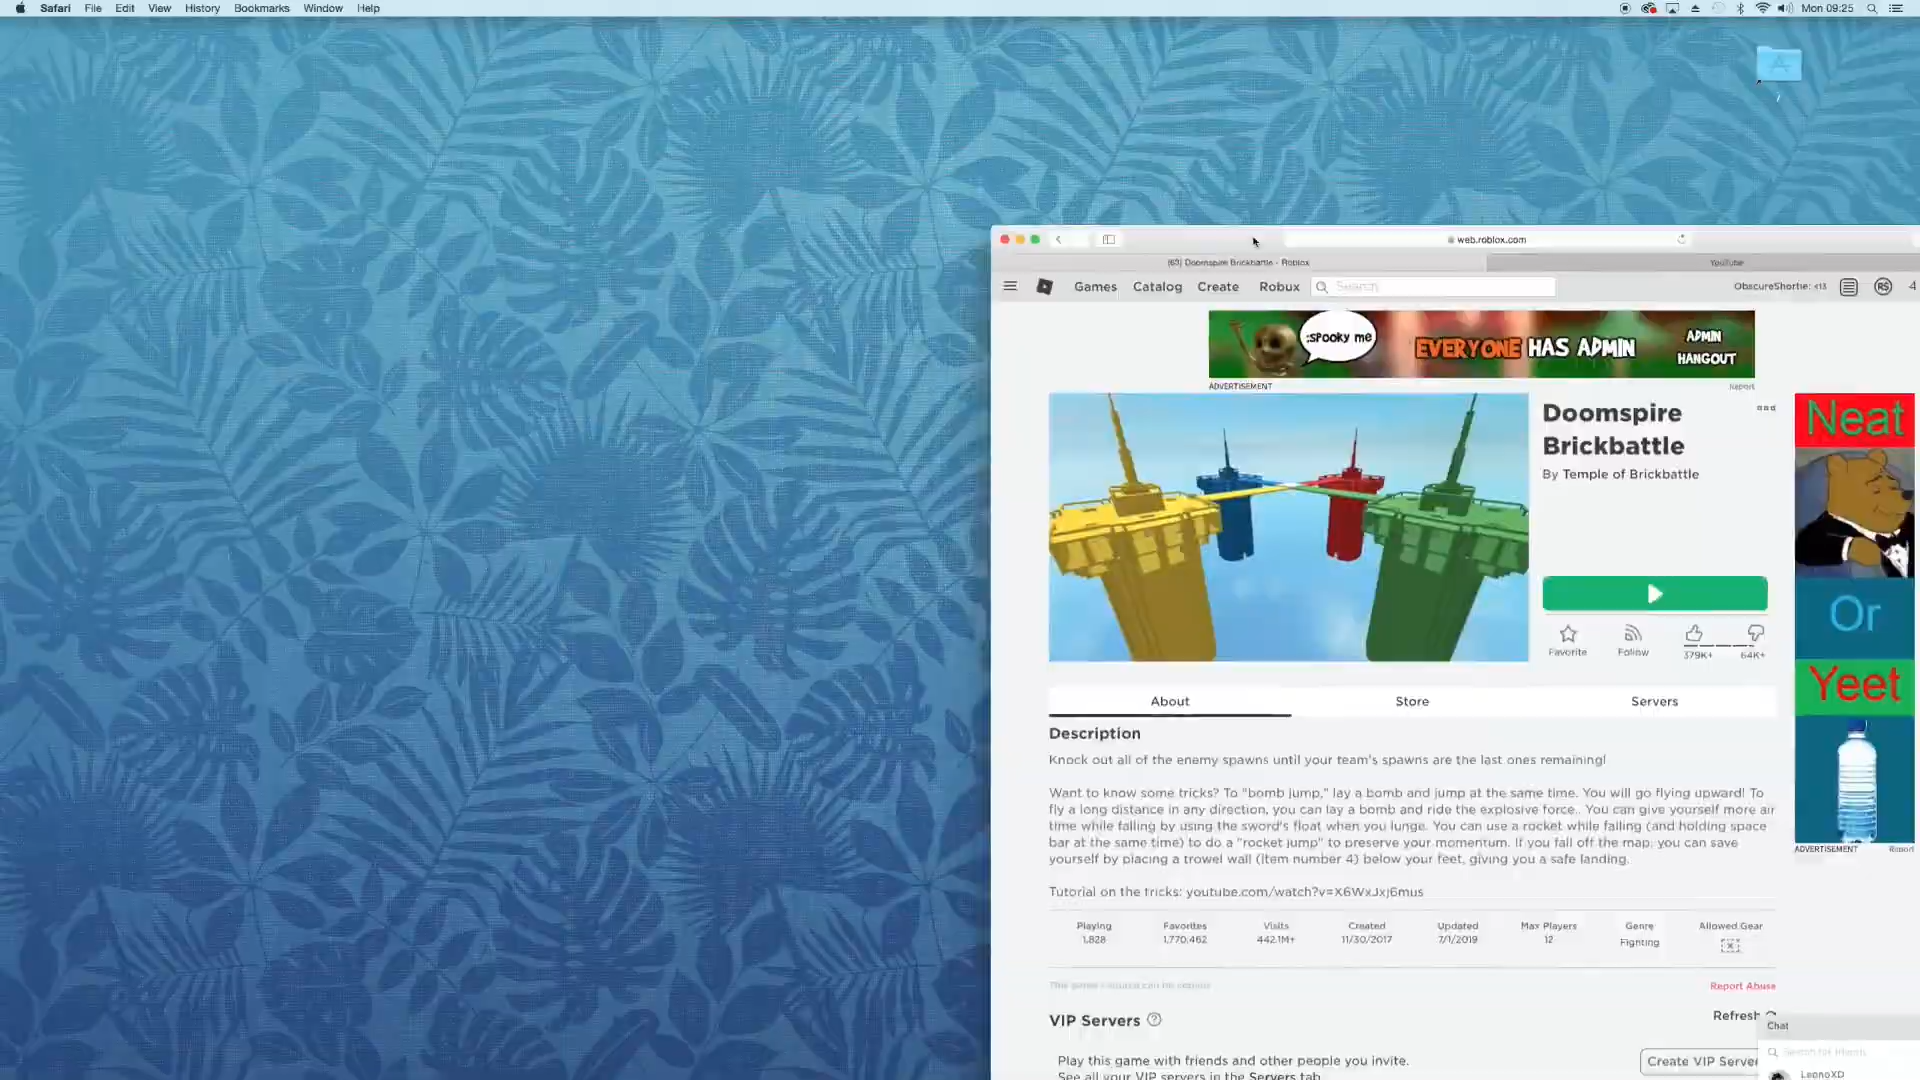 Safari File Edit View History Bookmarks Window Help
Mon 09:25
/
web.roblox.com
(63) Doomspire Brickbattle - Roblox
YouTube
Games Catalog Create Robux Search
ObscureShortie: <13
4
:SPOOKY ME
EVERYONE HAS ADMIN
ADMIN
HANGOUT
ADVERTISEMENT
Report
Doomspire
Brickbattle
By Temple of Brickbattle
Favorite
Follow
379K+
64K+
Neat
Or
Yeet
ADVERTISEMENT
Report
About
Store
Servers
Description
Knock out all of the enemy spawns until your team's spawns are the last ones remaining!
Want to know some tricks? To "bomb jump," lay a bomb and jump at the same time. You will go flying upward! To
fly a long distance in any direction, you can lay a bomb and ride the explosive force.. You can give yourself more air
time while falling by using the sword's float when you lunge. You can use a rocket while falling (and holding space
bar at the same time) to do a "rocket jump" to preserve your momentum. If you fall off the map, you can save
yourself by placing a trowel wall (item number 4) below your feet, giving you a safe landing.
Tutorial on the tricks: youtube.com/watch?v=X6WxJxj6mus
Playing Favorites Visits Created Updated Max Players Genre Allowed Gear
1,828 1,770,462 442.1M+ 11/30/2017 7/1/2019 12 Fighting
Report Abuse
VIP Servers
Refresh
Chat
Search for friends
Play this game with friends and other people you invite.
See all your VIP servers in the Servers tab.
Create VIP Server
LeonoXD